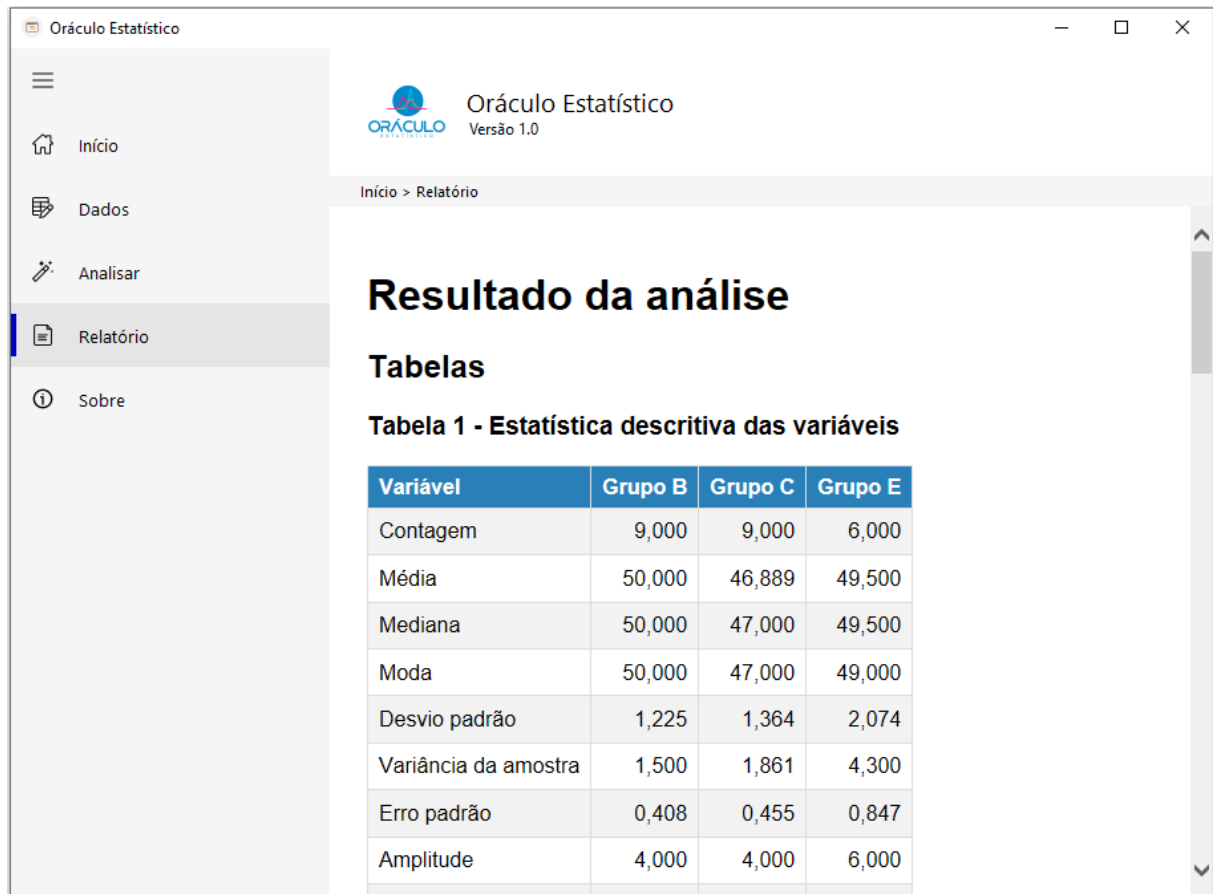 Oráculo Estatístico
Início
Dados
Analisar
Relatório
Sobre
ORÁCULO
ESTATÍSTICO
Oráculo Estatístico
Versão 1.0
Início > Relatório
Resultado da análise
Tabelas
Tabela 1 - Estatística descritiva das variáveis
Variável Grupo B Grupo C Grupo E
Contagem 9,000 9,000 6,000
Média 50,000 46,889 49,500
Mediana 50,000 47,000 49,500
Moda 50,000 47,000 49,000
Desvio padrão 1,225 1,364 2,074
Variância da amostra 1,500 1,861 4,300
Erro padrão 0,408 0,455 0,847
Amplitude 4,000 4,000 6,000